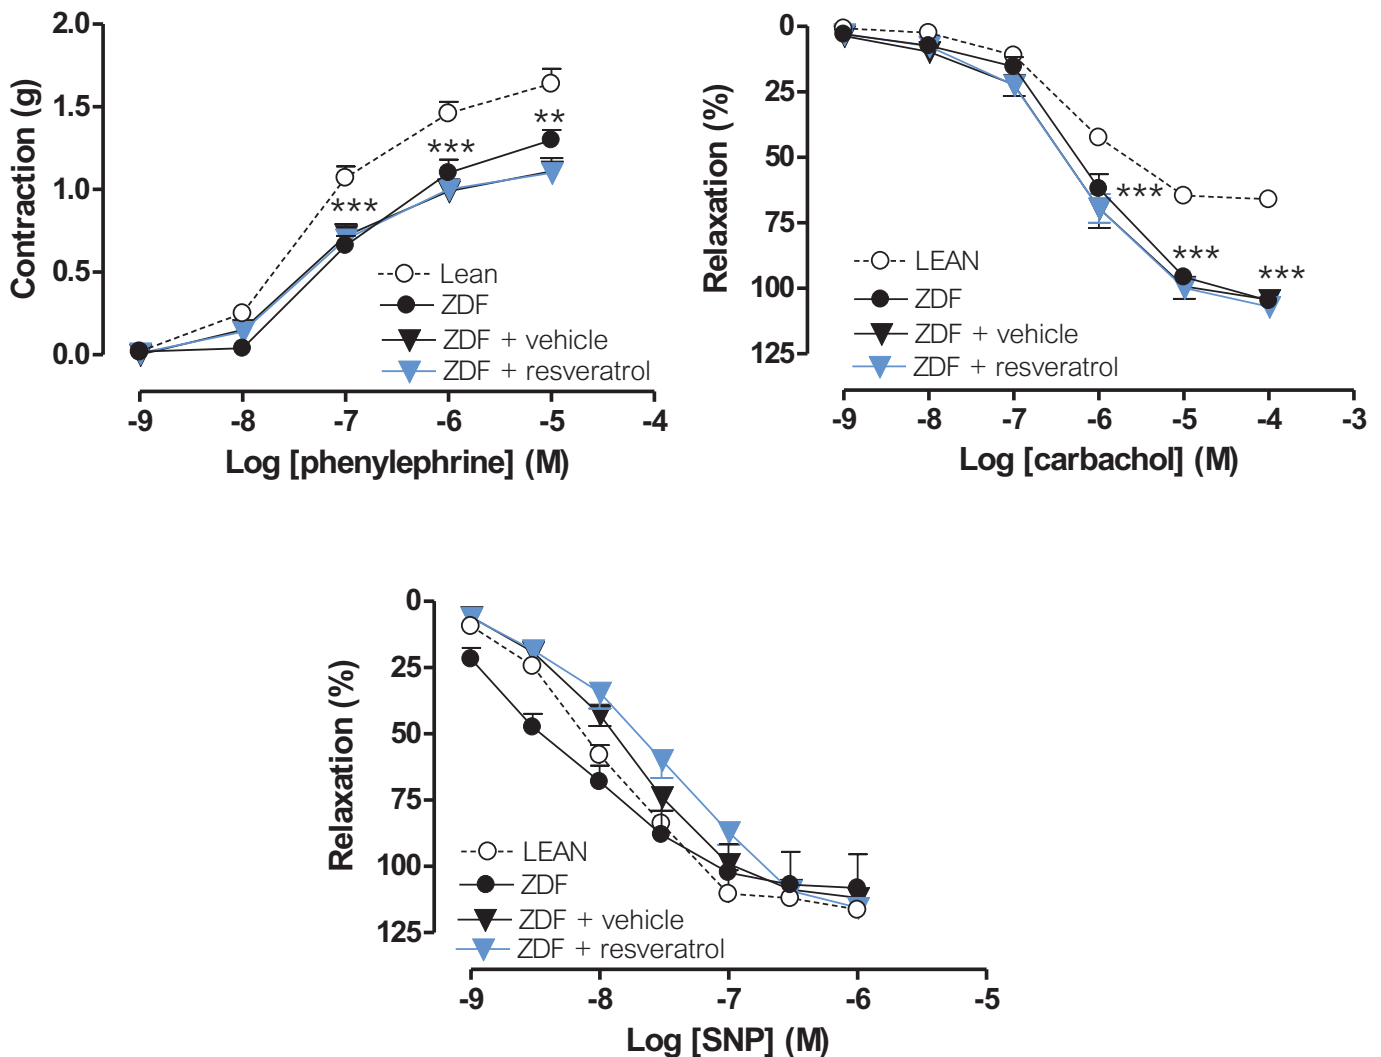 2.0
1.5
1.0
0.5
0.0
Contraction (g)
***
***
**
Lean
ZDF
ZDF + vehicle
ZDF + resveratrol
-9 -8 -7 -6 -5 -4
Log [phenylephrine] (M)
0
25
50
75
100
125
Relaxation (%)
***
***
***
LEAN
ZDF
ZDF + vehicle
ZDF + resveratrol
-9 -8 -7 -6 -5 -4 -3
Log [carbachol] (M)
0
25
50
75
100
125
Relaxation (%)
LEAN
ZDF
ZDF + vehicle
ZDF + resveratrol
-9 -8 -7 -6 -5
Log [SNP] (M)